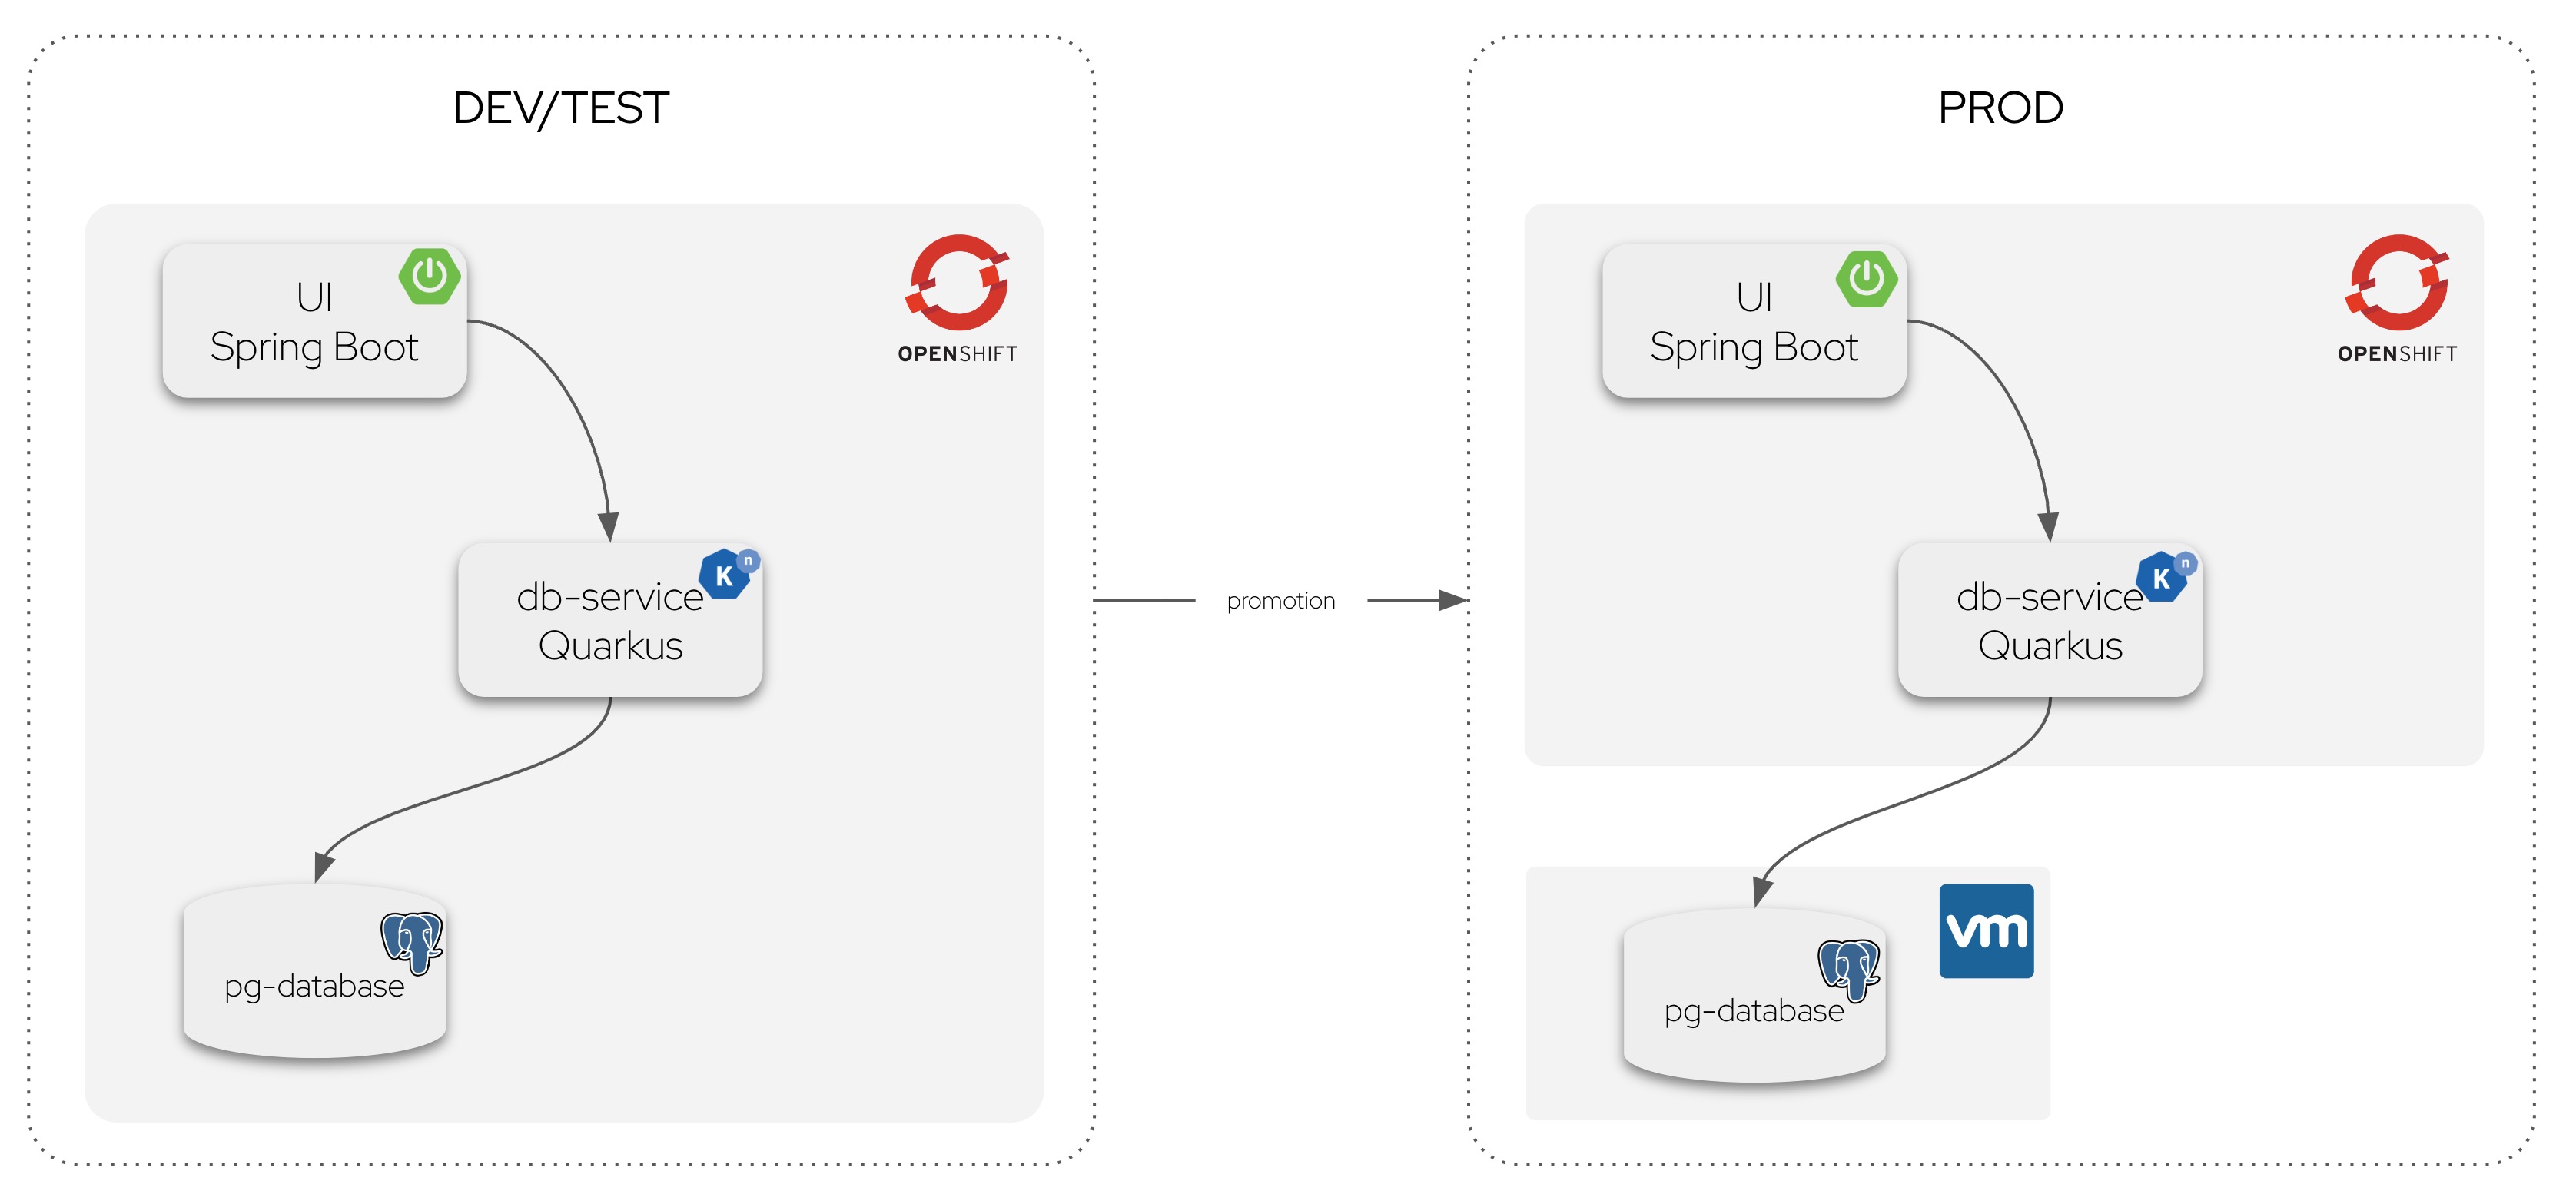 DEV/TEST
UI
Spring Boot
OPENSHIFT
db-service
Quarkus
K
n
pg-database
promotion
PROD
UI
Spring Boot
OPENSHIFT
db-service
Quarkus
K
n
pg-database
vm